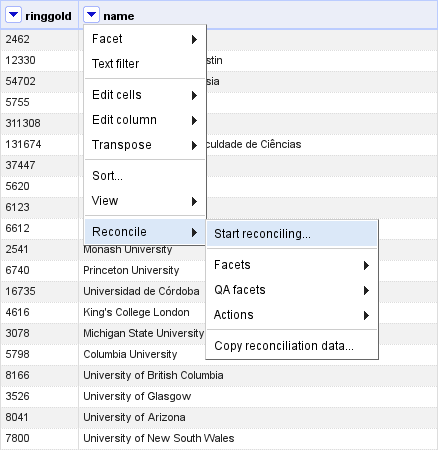 ringgold name
2462
Facet
12330 stin
Text filter
54702 sia
5755
Edit cells
311308
Edit column
131674 culdade de Ciências
Transpose
37447
5620
Sort...
6123
View
6612
Reconcile Start reconciling...
2541 Monash University
Facets
6740 Princeton University
QA facets
16735 Universidad de Córdoba
4616 King's College London
Actions
3078 Michigan State University
Copy reconciliation data...
5798 Columbia University
8166 University of British Columbia
3526 University of Glasgow
8041 University of Arizona
7800 University of New South Wales